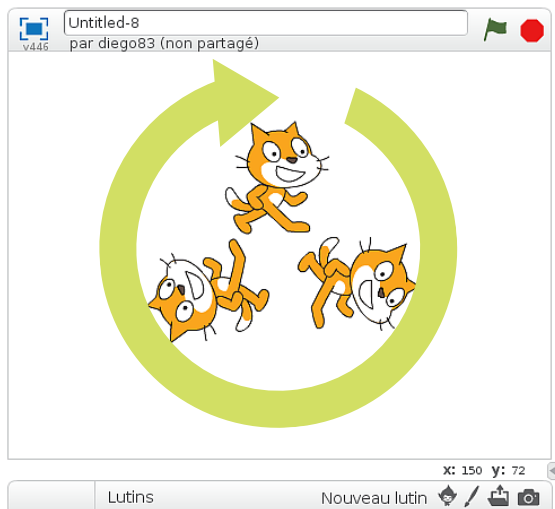 Untitled-8
v446
par diego83 (non partagé)
x: 150 y: 72
Lutins
Nouveau lutin